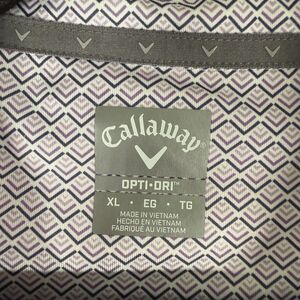 Callaway
OPTI•DRI™
XL • EG • TG
MADE IN VIETNAM
HECHO EN VIETNAM
FABRIQUÉ AU VIETNAM